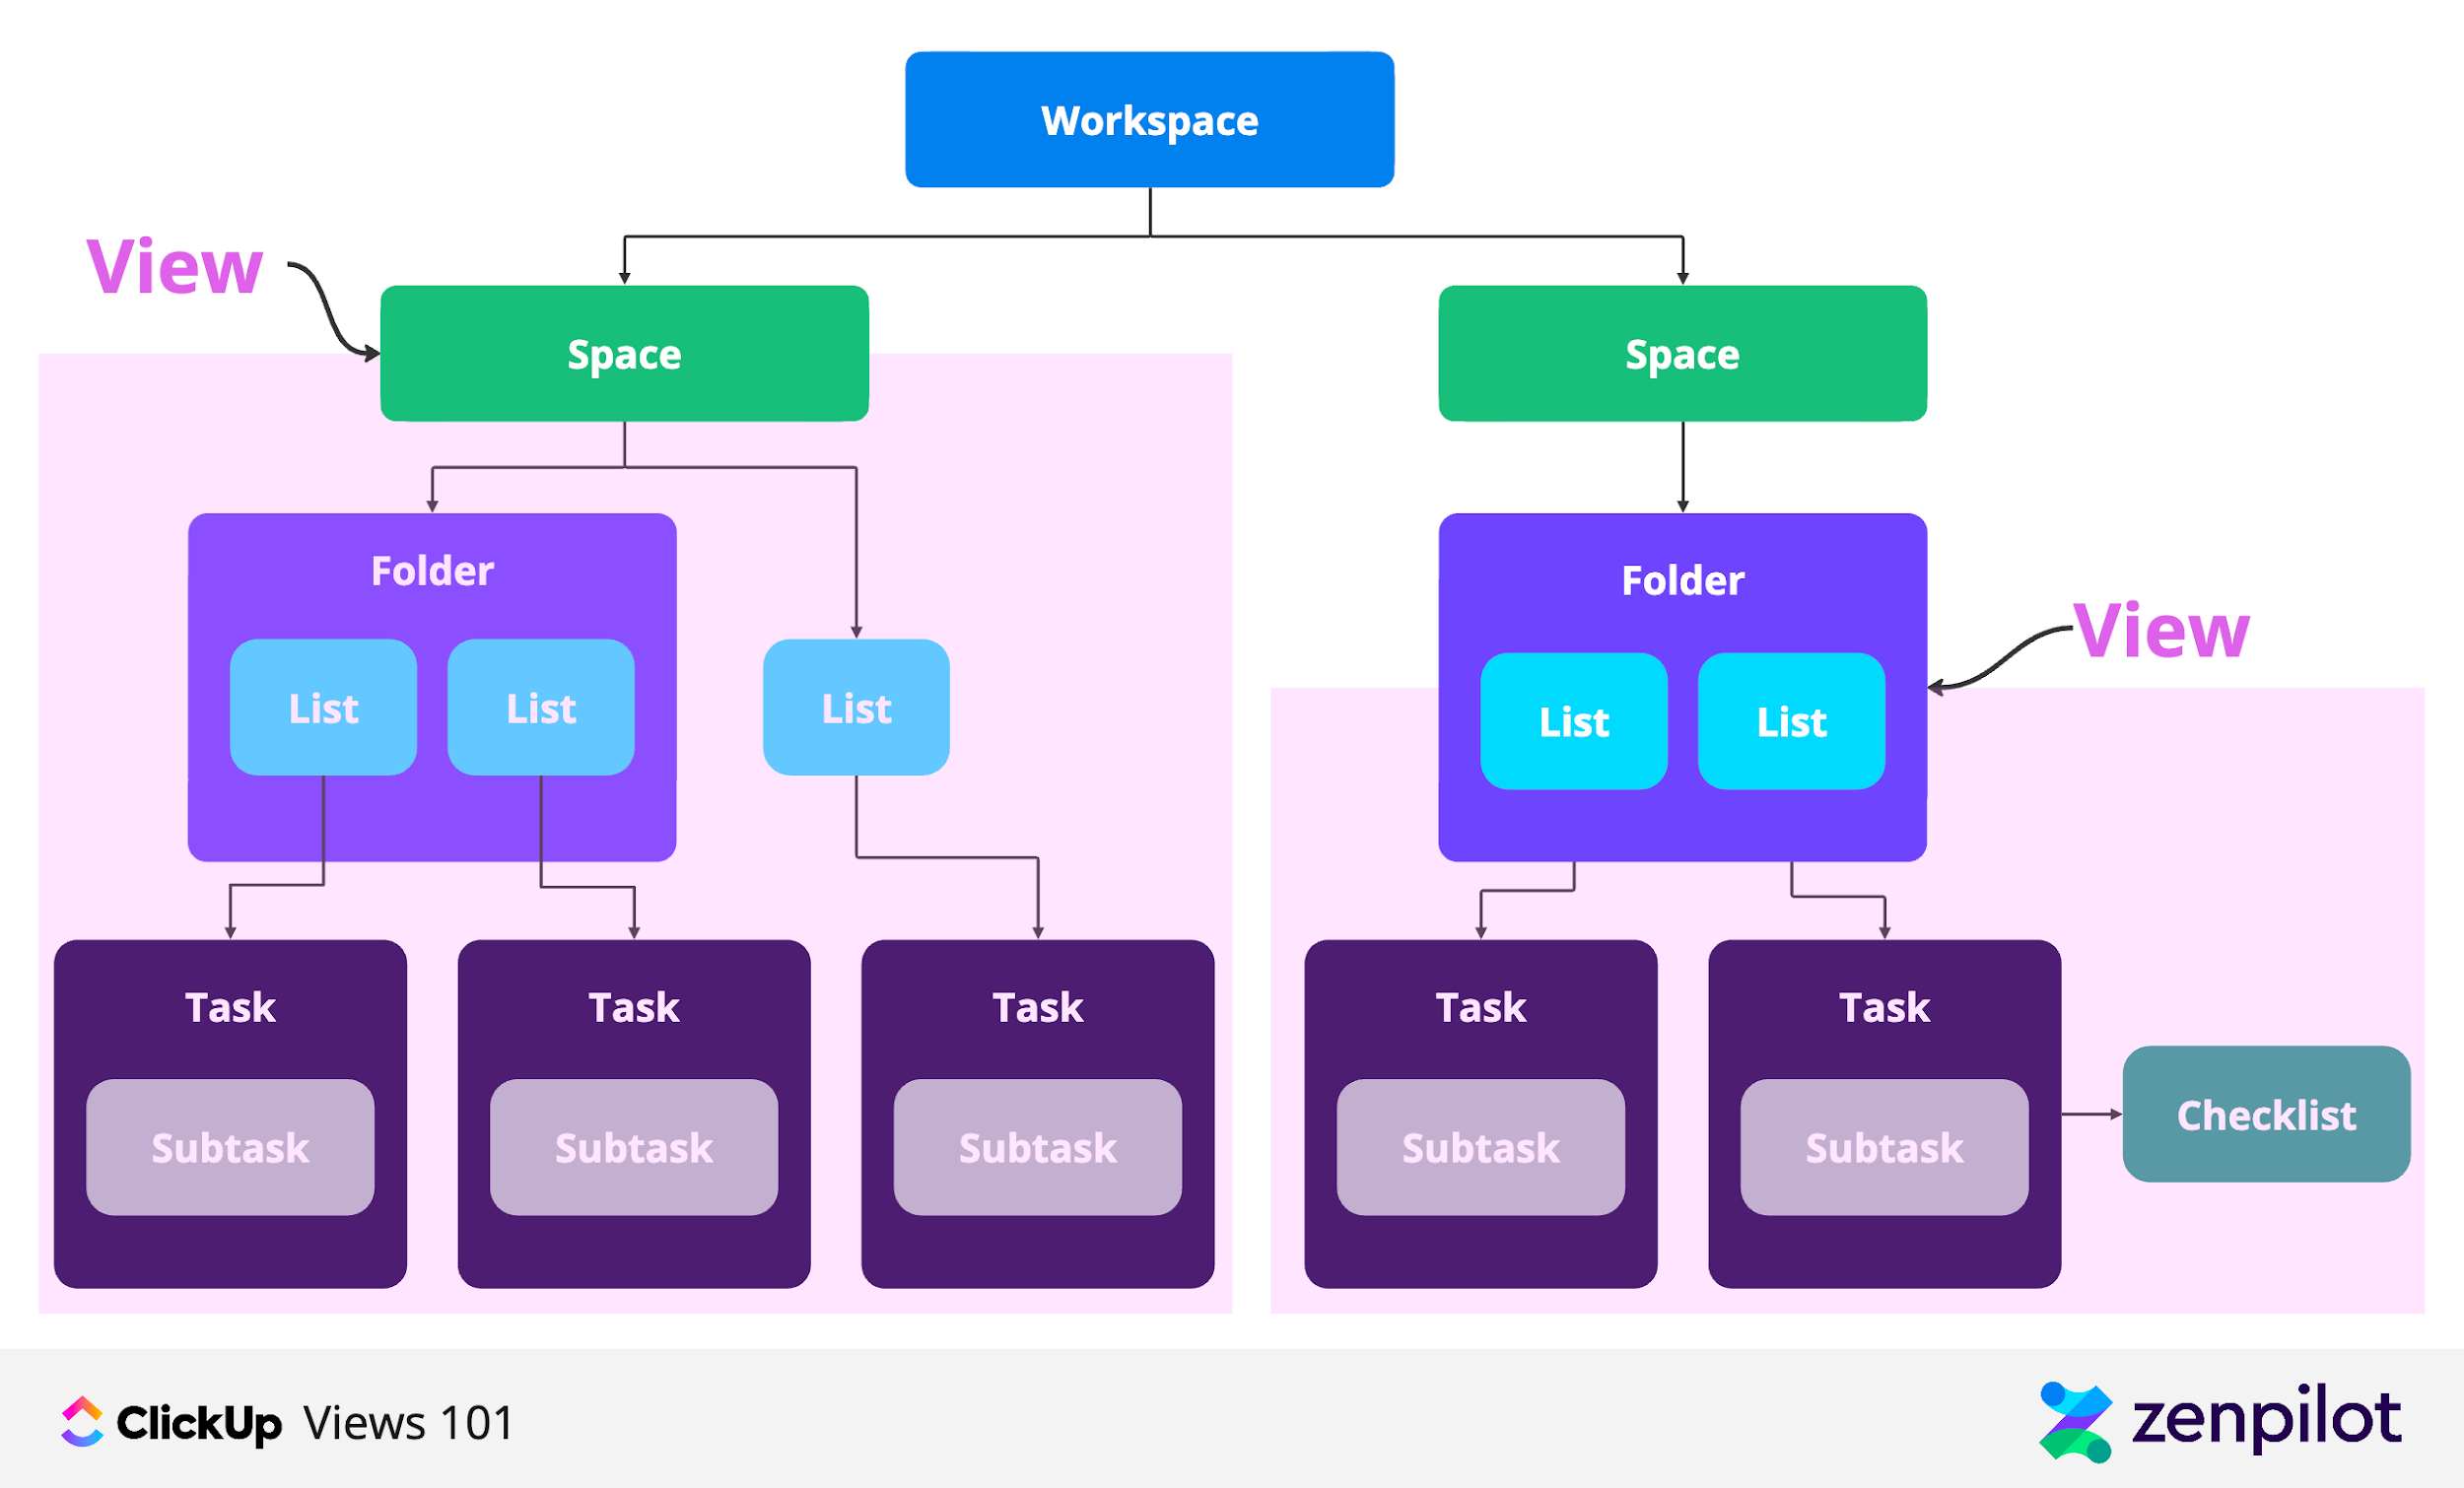 Workspace
View
Space
Space
Folder
Folder
View
List
List
List
List
List
Task
Task
Task
Task
Task
Subtask
Subtask
Subtask
Subtask
Subtask
Checklist
ClickUp Views 101
zenpilot